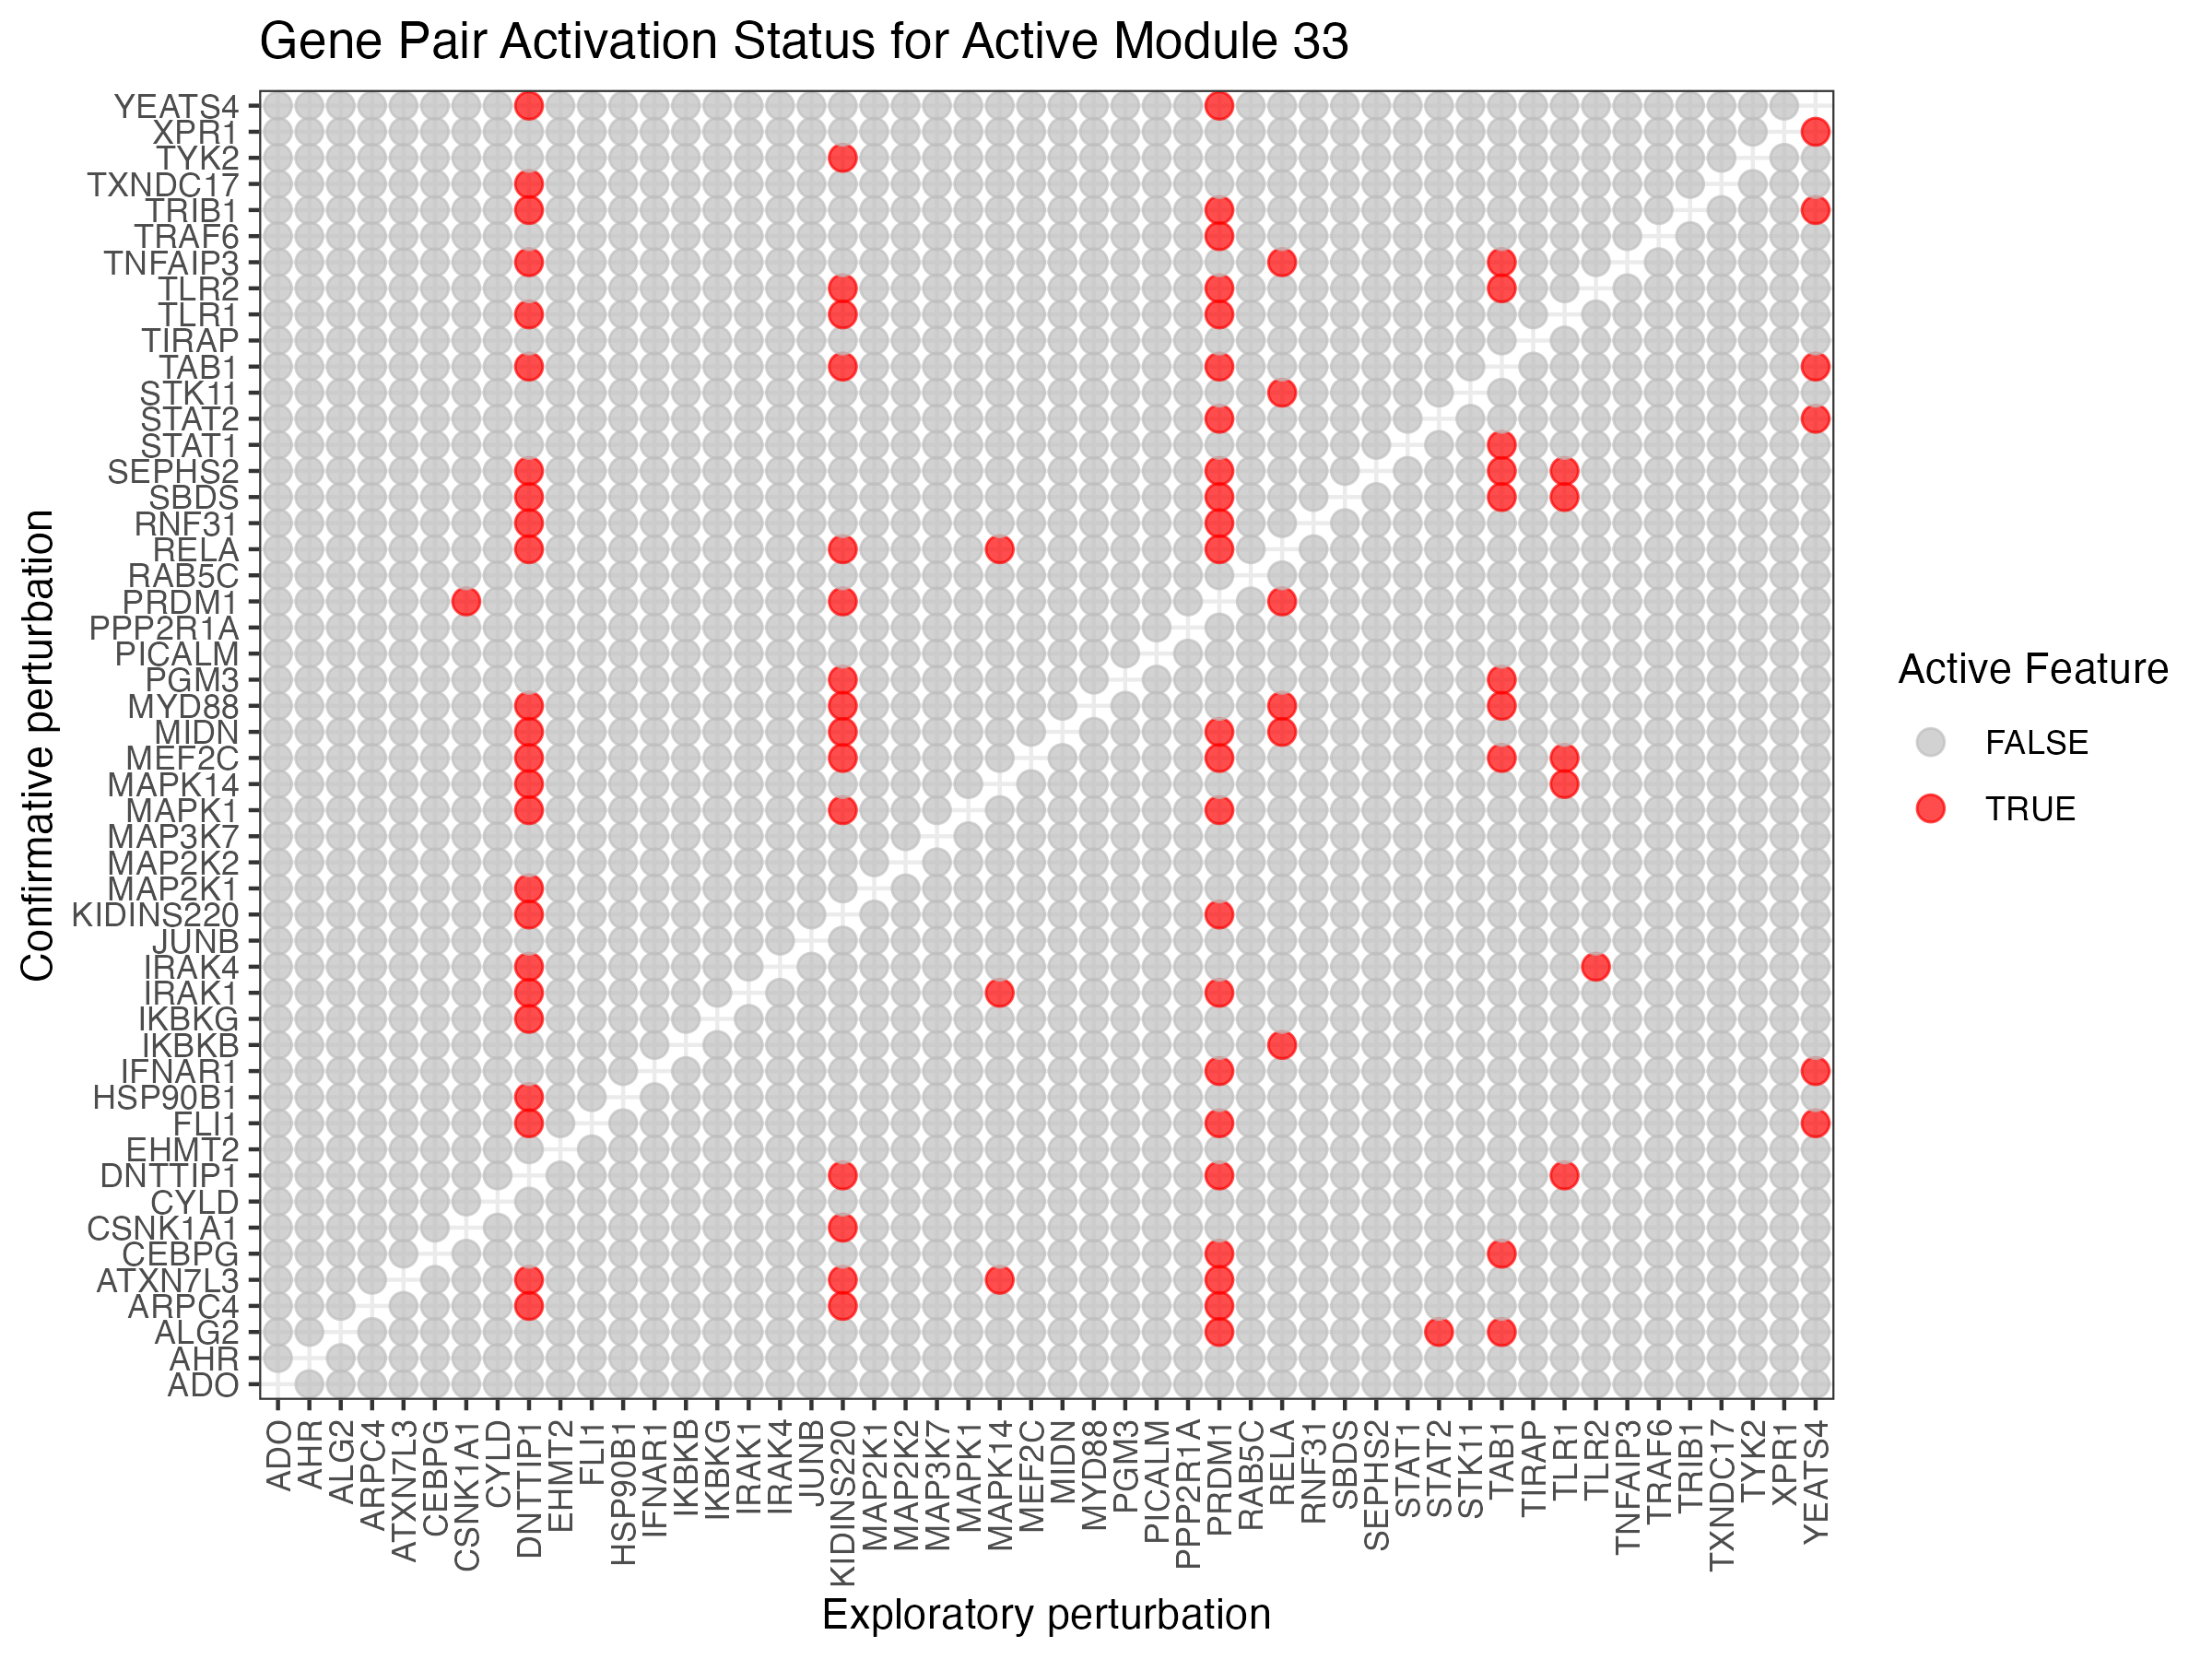 Gene Pair Activation Status for Active Module 33
Confirmative perturbation
YEATS4
XPR1
TYK2
TXNDC17
TRIB1
TRAF6
TNFAIP3
TLR2
TLR1
TIRAP
TAB1
STK11
STAT2
STAT1
SEPHS2
SBDS
RNF31
RELA
RAB5C
PRDM1
PPP2R1A
PICALM
PGM3
MYD88
MIDN
MEF2C
MAPK14
MAPK1
MAP3K7
MAP2K2
MAP2K1
KIDINS220
JUNB
IRAK4
IRAK1
IKBKG
IKBKB
IFNAR1
HSP90B1
FLI1
EHMT2
DNTTIP1
CYLD
CSNK1A1
CEBPG
ATXN7L3
ARPC4
ALG2
AHR
ADO
ADO
AHR
ALG2
ARPC4
ATXN7L3
CEBPG
CSNK1A1
CYLD
DNTTIP1
EHMT2
FLI1
HSP90B1
IFNAR1
IKBKB
IKBKG
IRAK1
IRAK4
JUNB
KIDINS220
MAP2K1
MAP2K2
MAP3K7
MAPK1
MAPK14
MEF2C
MIDN
MYD88
PGM3
PICALM
PPP2R1A
PRDM1
RAB5C
RELA
RNF31
SBDS
SEPHS2
STAT1
STAT2
STK11
TAB1
TIRAP
TLR1
TLR2
TNFAIP3
TRAF6
TRIB1
TXNDC17
TYK2
XPR1
YEATS4
Exploratory perturbation
Active Feature
FALSE
TRUE